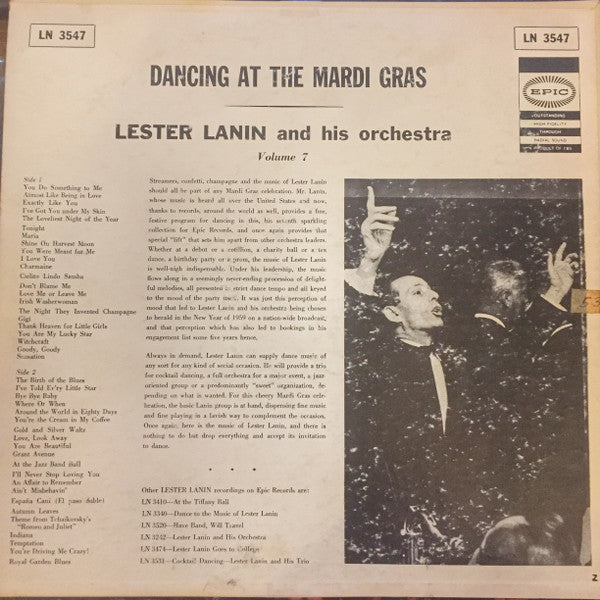 LN 3547
LN 3547
DANCING AT THE MARDI GRAS
EPIC
OUTSTANDING
HIGH FIDELITY
THROUGH
RADIAL SOUND
A PRODUCT OF CBS
LESTER LANIN and his orchestra
Volume 7
Side 1
You Do Something to Me
Almost Like Being in Love
Exactly Like You
I've Got You under My Skin
The Loveliest Night of the Year
Tonight
Maria
Shine On Harvest Moon
You Were Meant for Me
I Love You
Charmaine
Cielito Lindo Samba
Don't Blame Me
Love Me or Leave Me
Irish Washerwoman
The Night They Invented Champagne
Gigi
Thank Heaven for Little Girls
You Are My Lucky Star
Witchcraft
Goody, Goody
Sensation
Side 2
The Birth of the Blues
I've Told Ev'ry Little Star
Bye Bye Baby
Where Or When
Around the World in Eighty Days
You're the Cream in My Coffee
Gold and Silver Waltz
Love, Look Away
You Are Beautiful
Grant Avenue
At the Jazz Band Ball
I'll Never Stop Loving You
An Affair to Remember
Ain't Misbehavin'
España Cani (El paso doble)
Autumn Leaves
Theme from Tchaikovsky's
"Romeo and Juliet"
Indiana
Temptation
You're Driving Me Crazy!
Royal Garden Blues
Streamers, confetti, champagne and the music of Lester Lanin
should all be part of any Mardi Gras celebration. Mr. Lanin,
whose music is heard all over the United States and now,
thanks to records, around the world as well, provides a fine,
festive program for dancing in this, his seventh sparkling
collection for Epic Records, and once again provides that
special "lift" that sets him apart from other orchestra leaders.
Whether at a debut or a cotillion, a charity ball or a tea
dance, a birthday party or a prom, the music of Lester Lanin
is well-nigh indispensable. Under his leadership, the music
flows along in a seemingly never-ending procession of delight-
ful melodies, all presented in strict dance tempo and all keyed
to the mood of the party itself. It was just this perception of
mood that led to Lester Lanin and his orchestra being chosen
to herald in the New Year of 1959 on a nation-wide broadcast,
and that perception which has also led to bookings in his
engagement list some five years hence.
Always in demand, Lester Lanin can supply dance music of
any sort for any kind of social occasion. He will provide a trio
for cocktail dancing, a full orchestra for a major event, a jazz
oriented group or a predominantly "sweet" organization, de-
pending on what is wanted. For this cheery Mardi Gras cele-
bration, the basic Lanin group is at hand, dispensing fine music
and fine playing in a lavish way to complement the occasion.
Once again, here is the music of Lester Lanin, and there is
nothing to do but drop everything and accept its invitation
to dance.
Other LESTER LANIN recordings on Epic Records are:
LN 3410—At the Tiffany Ball
LN 3340—Dance to the Music of Lester Lanin
LN 3520—Have Band, Will Travel
LN 3242—Lester Lanin and His Orchestra
LN 3474—Lester Lanin Goes to College
LN 3531—Cocktail Dancing—Lester Lanin and His Trio
2